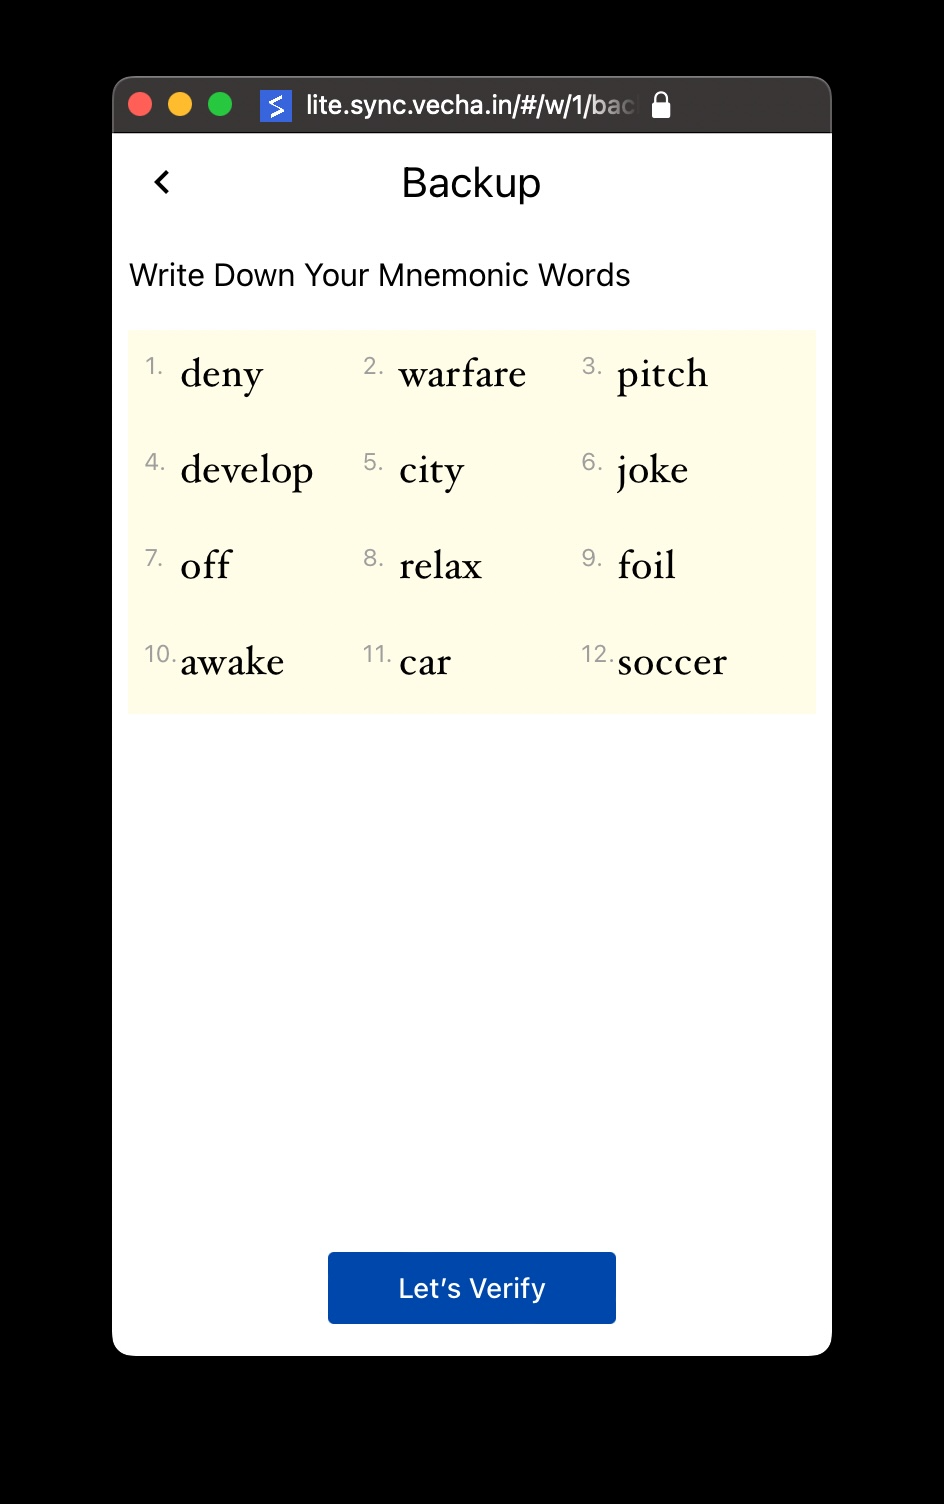 lite.sync.vecha.in/#/w/1/bac
Backup
Write Down Your Mnemonic Words
1. deny 2. warfare 3. pitch
4. develop 5. city 6. joke
7. off 8. relax 9. foil
10. awake 11. car 12. soccer
Let’s Verify